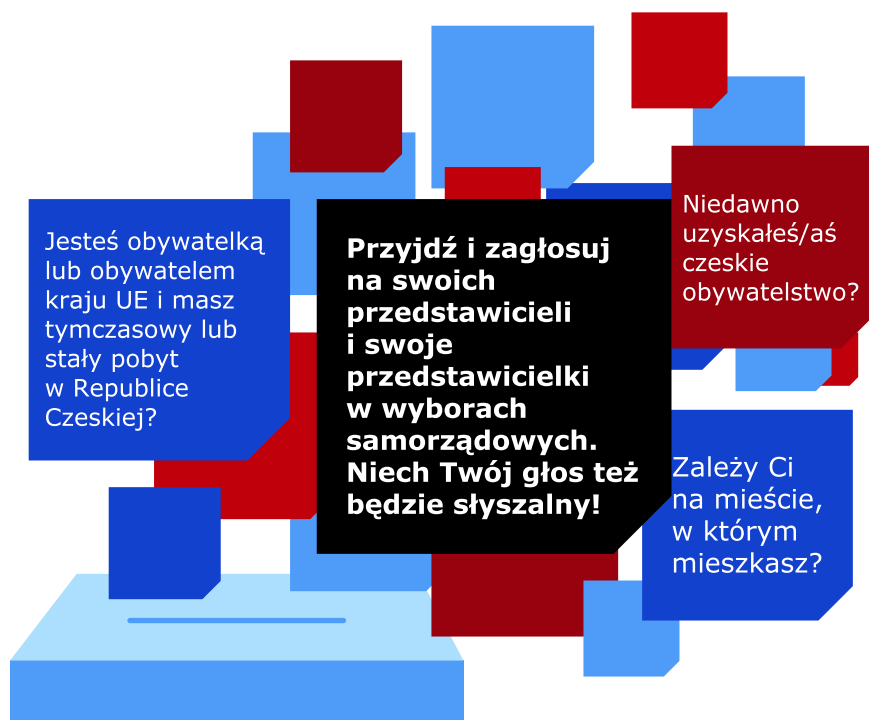 Jesteś obywatelką
lub obywatelem
kraju UE i masz
tymczasowy lub
stały pobyt
w Republice
Czeskiej?
Przyjdź i zagłosuj
na swoich
przedstawicieli
i swoje
przedstawicielki
w wyborach
samorządowych.
Niech Twój głos też
będzie słyszalny!
Niedawno
uzyskałeś/aś
czeskie
obywatelstwo?
Zależy Ci
na mieście,
w którym
mieszkasz?